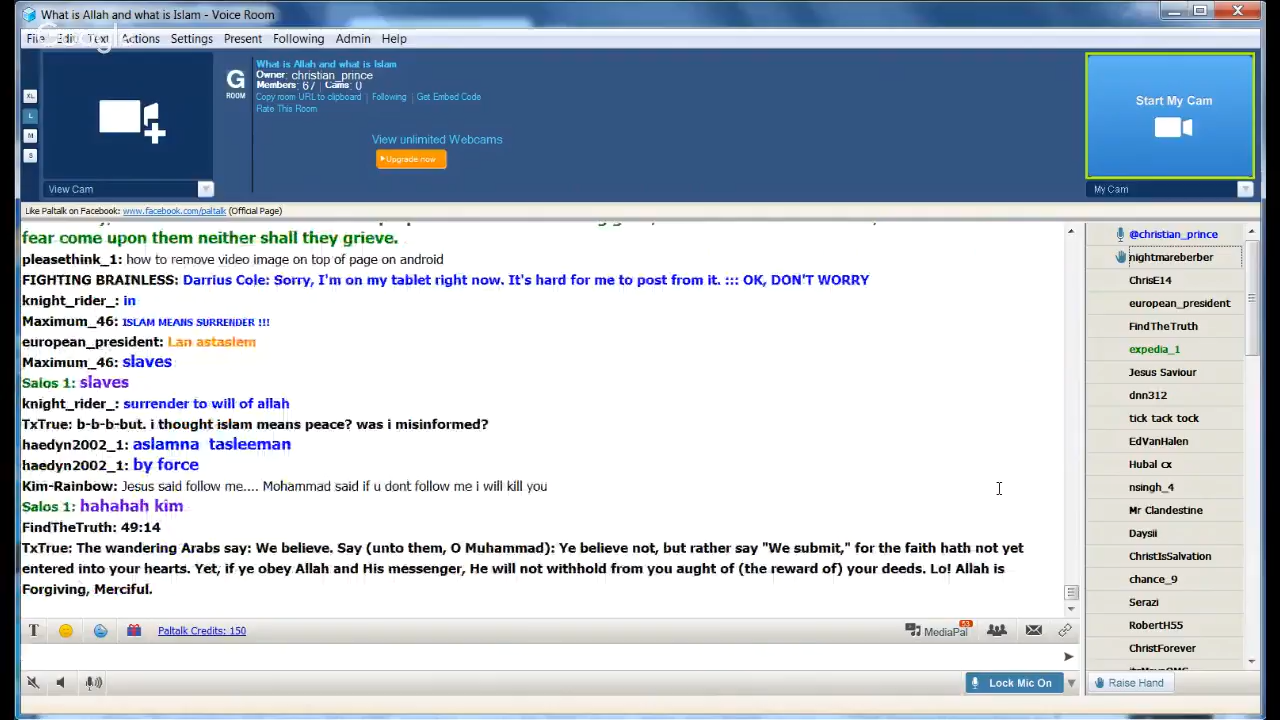 What is Allah and what is Islam - Voice Room
File Edit Text Actions Settings Present Following Admin Help
Google
What is Allah and what is Islam
Owner: christian_prince
Members: 67 Cams: 0
Copy room URL to clipboard | Following | Get Embed Code
Rate This Room
G
ROOM
XL
L
M
S
View unlimited Webcams
Upgrade now
Start My Cam
View Cam
My Cam
Like Paltalk on Facebook: www.facebook.com/paltalk (Official Page)
fear come upon them neither shall they grieve.
pleasethink_1: how to remove video image on top of page on android
FIGHTING BRAINLESS: Darrius Cole: Sorry, I'm on my tablet right now. It's hard for me to post from it. ::: OK, DON'T WORRY
knight_rider_: in
Maximum_46: ISLAM MEANS SURRENDER !!!
european_president: Lan astaslem
Maximum_46: slaves
Salos 1: slaves
knight_rider_: surrender to will of allah
TxTrue: b-b-b-but. i thought islam means peace? was i misinformed?
haedyn2002_1: aslamna tasleeman
haedyn2002_1: by force
Kim-Rainbow: Jesus said follow me.... Mohammad said if u dont follow me i will kill you
Salos 1: hahahah kim
FindTheTruth: 49:14
TxTrue: The wandering Arabs say: We believe. Say (unto them, O Muhammad): Ye believe not, but rather say "We submit," for the faith hath not yet
entered into your hearts. Yet, if ye obey Allah and His messenger, He will not withhold from you aught of (the reward of) your deeds. Lo! Allah is
Forgiving, Merciful.
@christian_prince
nightmareberber
ChrisE14
european_president
FindTheTruth
expedia_1
Jesus Saviour
dnn312
tick tack tock
EdVanHalen
Hubal cx
nsingh_4
Mr Clandestine
Daysii
ChristIsSalvation
chance_9
Serazi
RobertH55
ChristForever
T
Paltalk Credits: 150
MediaPal
53
Lock Mic On
Raise Hand